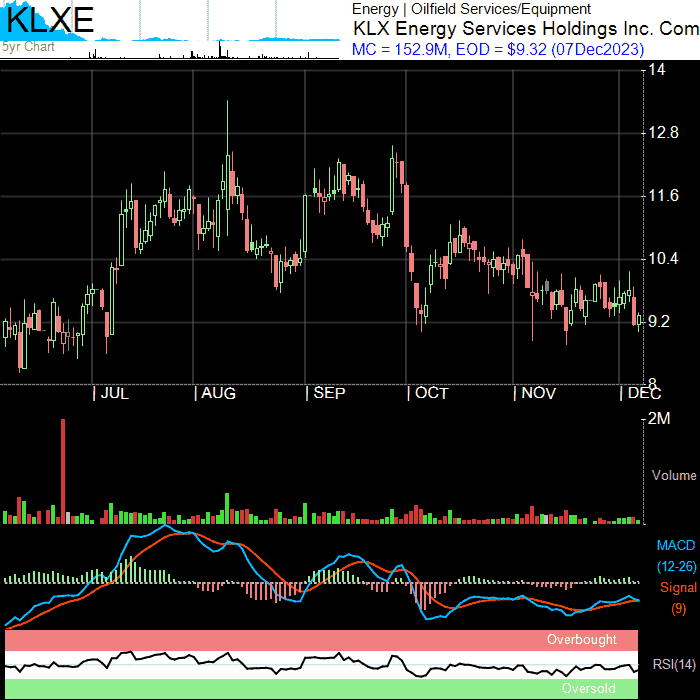 KLXE
5yr Chart
Energy | Oilfield Services/Equipment
KLX Energy Services Holdings Inc. Com
MC = 152.9M, EOD = $9.32 (07Dec2023)
14
12.8
11.6
10.4
9.2
8
JUL AUG SEP OCT NOV DEC
2M
Volume
MACD
(12-26)
Signal
(9)
Overbought
RSI(14)
Oversold